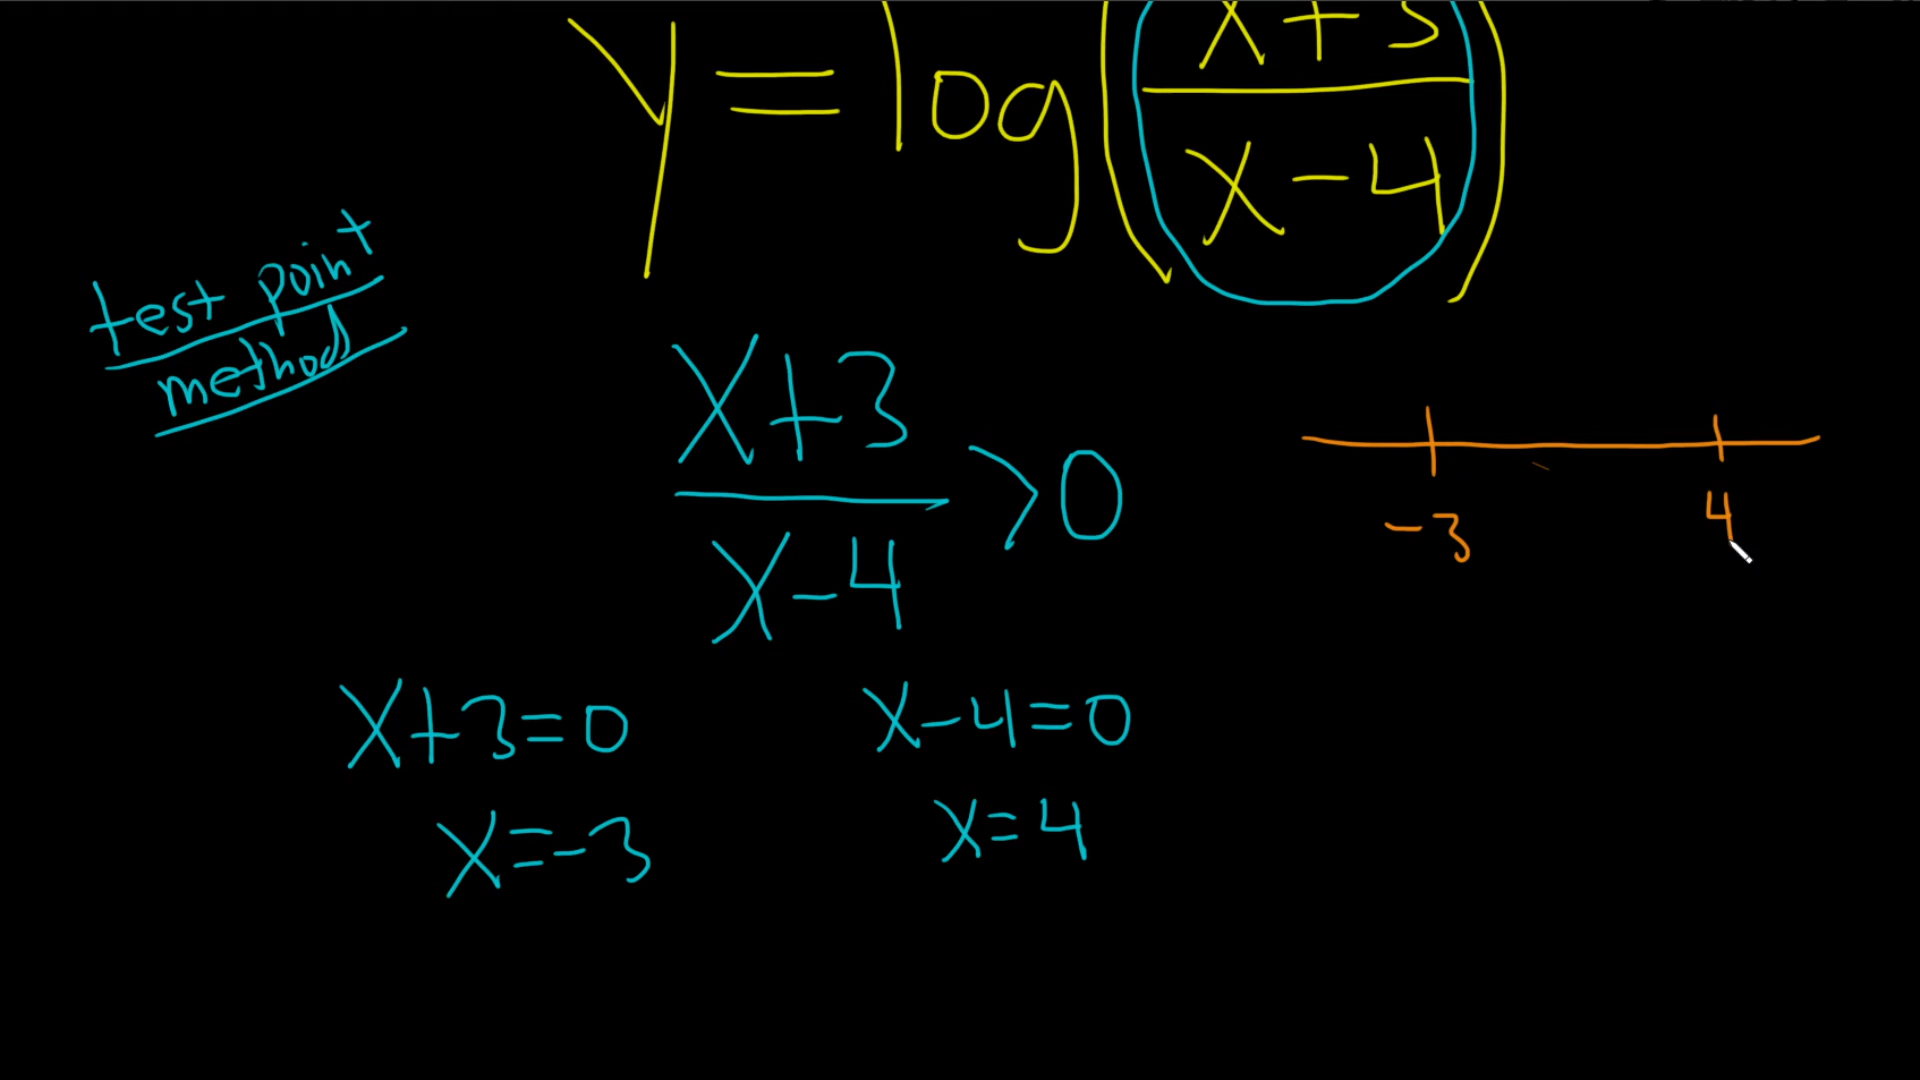 y = log(x+3/x-4)
test point
method
x+3/x-4 > 0
-3 4
x+3=0 x-4=0
x=-3 x=4